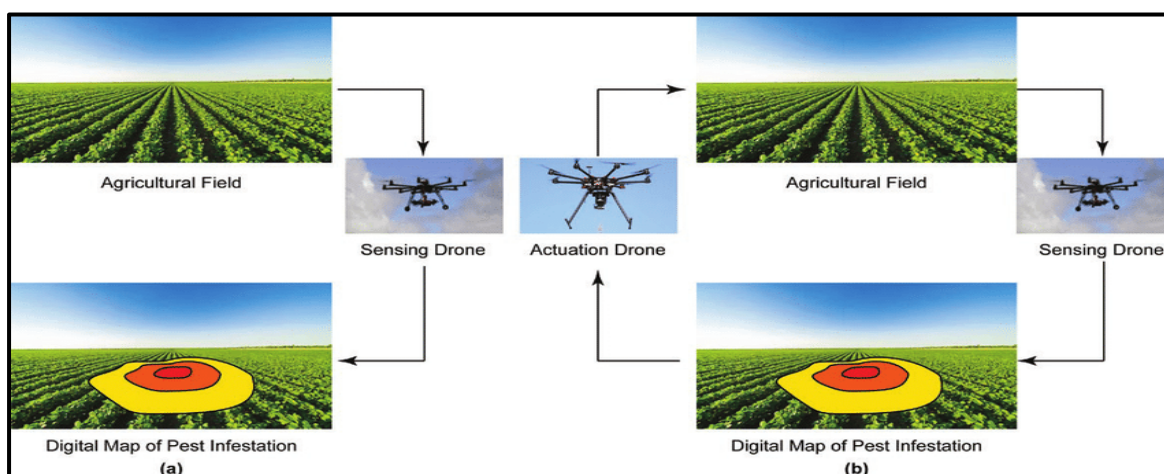 Agricultural Field
Sensing Drone
Digital Map of Pest Infestation
(a)
Actuation Drone
Agricultural Field
Sensing Drone
Digital Map of Pest Infestation
(b)